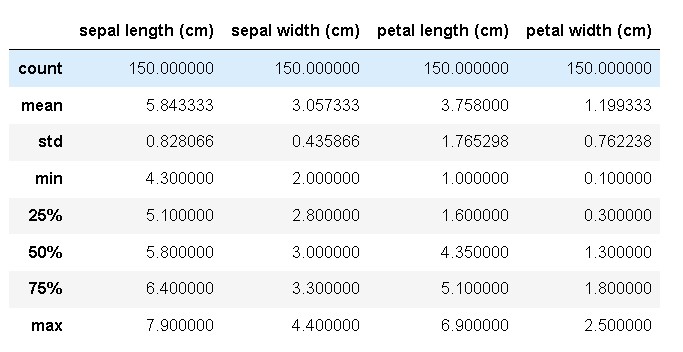 sepal length (cm) sepal width (cm) petal length (cm) petal width (cm)
count 150.000000 150.000000 150.000000 150.000000
mean 5.843333 3.057333 3.758000 1.199333
std 0.828066 0.435866 1.765298 0.762238
min 4.300000 2.000000 1.000000 0.100000
25% 5.100000 2.800000 1.600000 0.300000
50% 5.800000 3.000000 4.350000 1.300000
75% 6.400000 3.300000 5.100000 1.800000
max 7.900000 4.400000 6.900000 2.500000